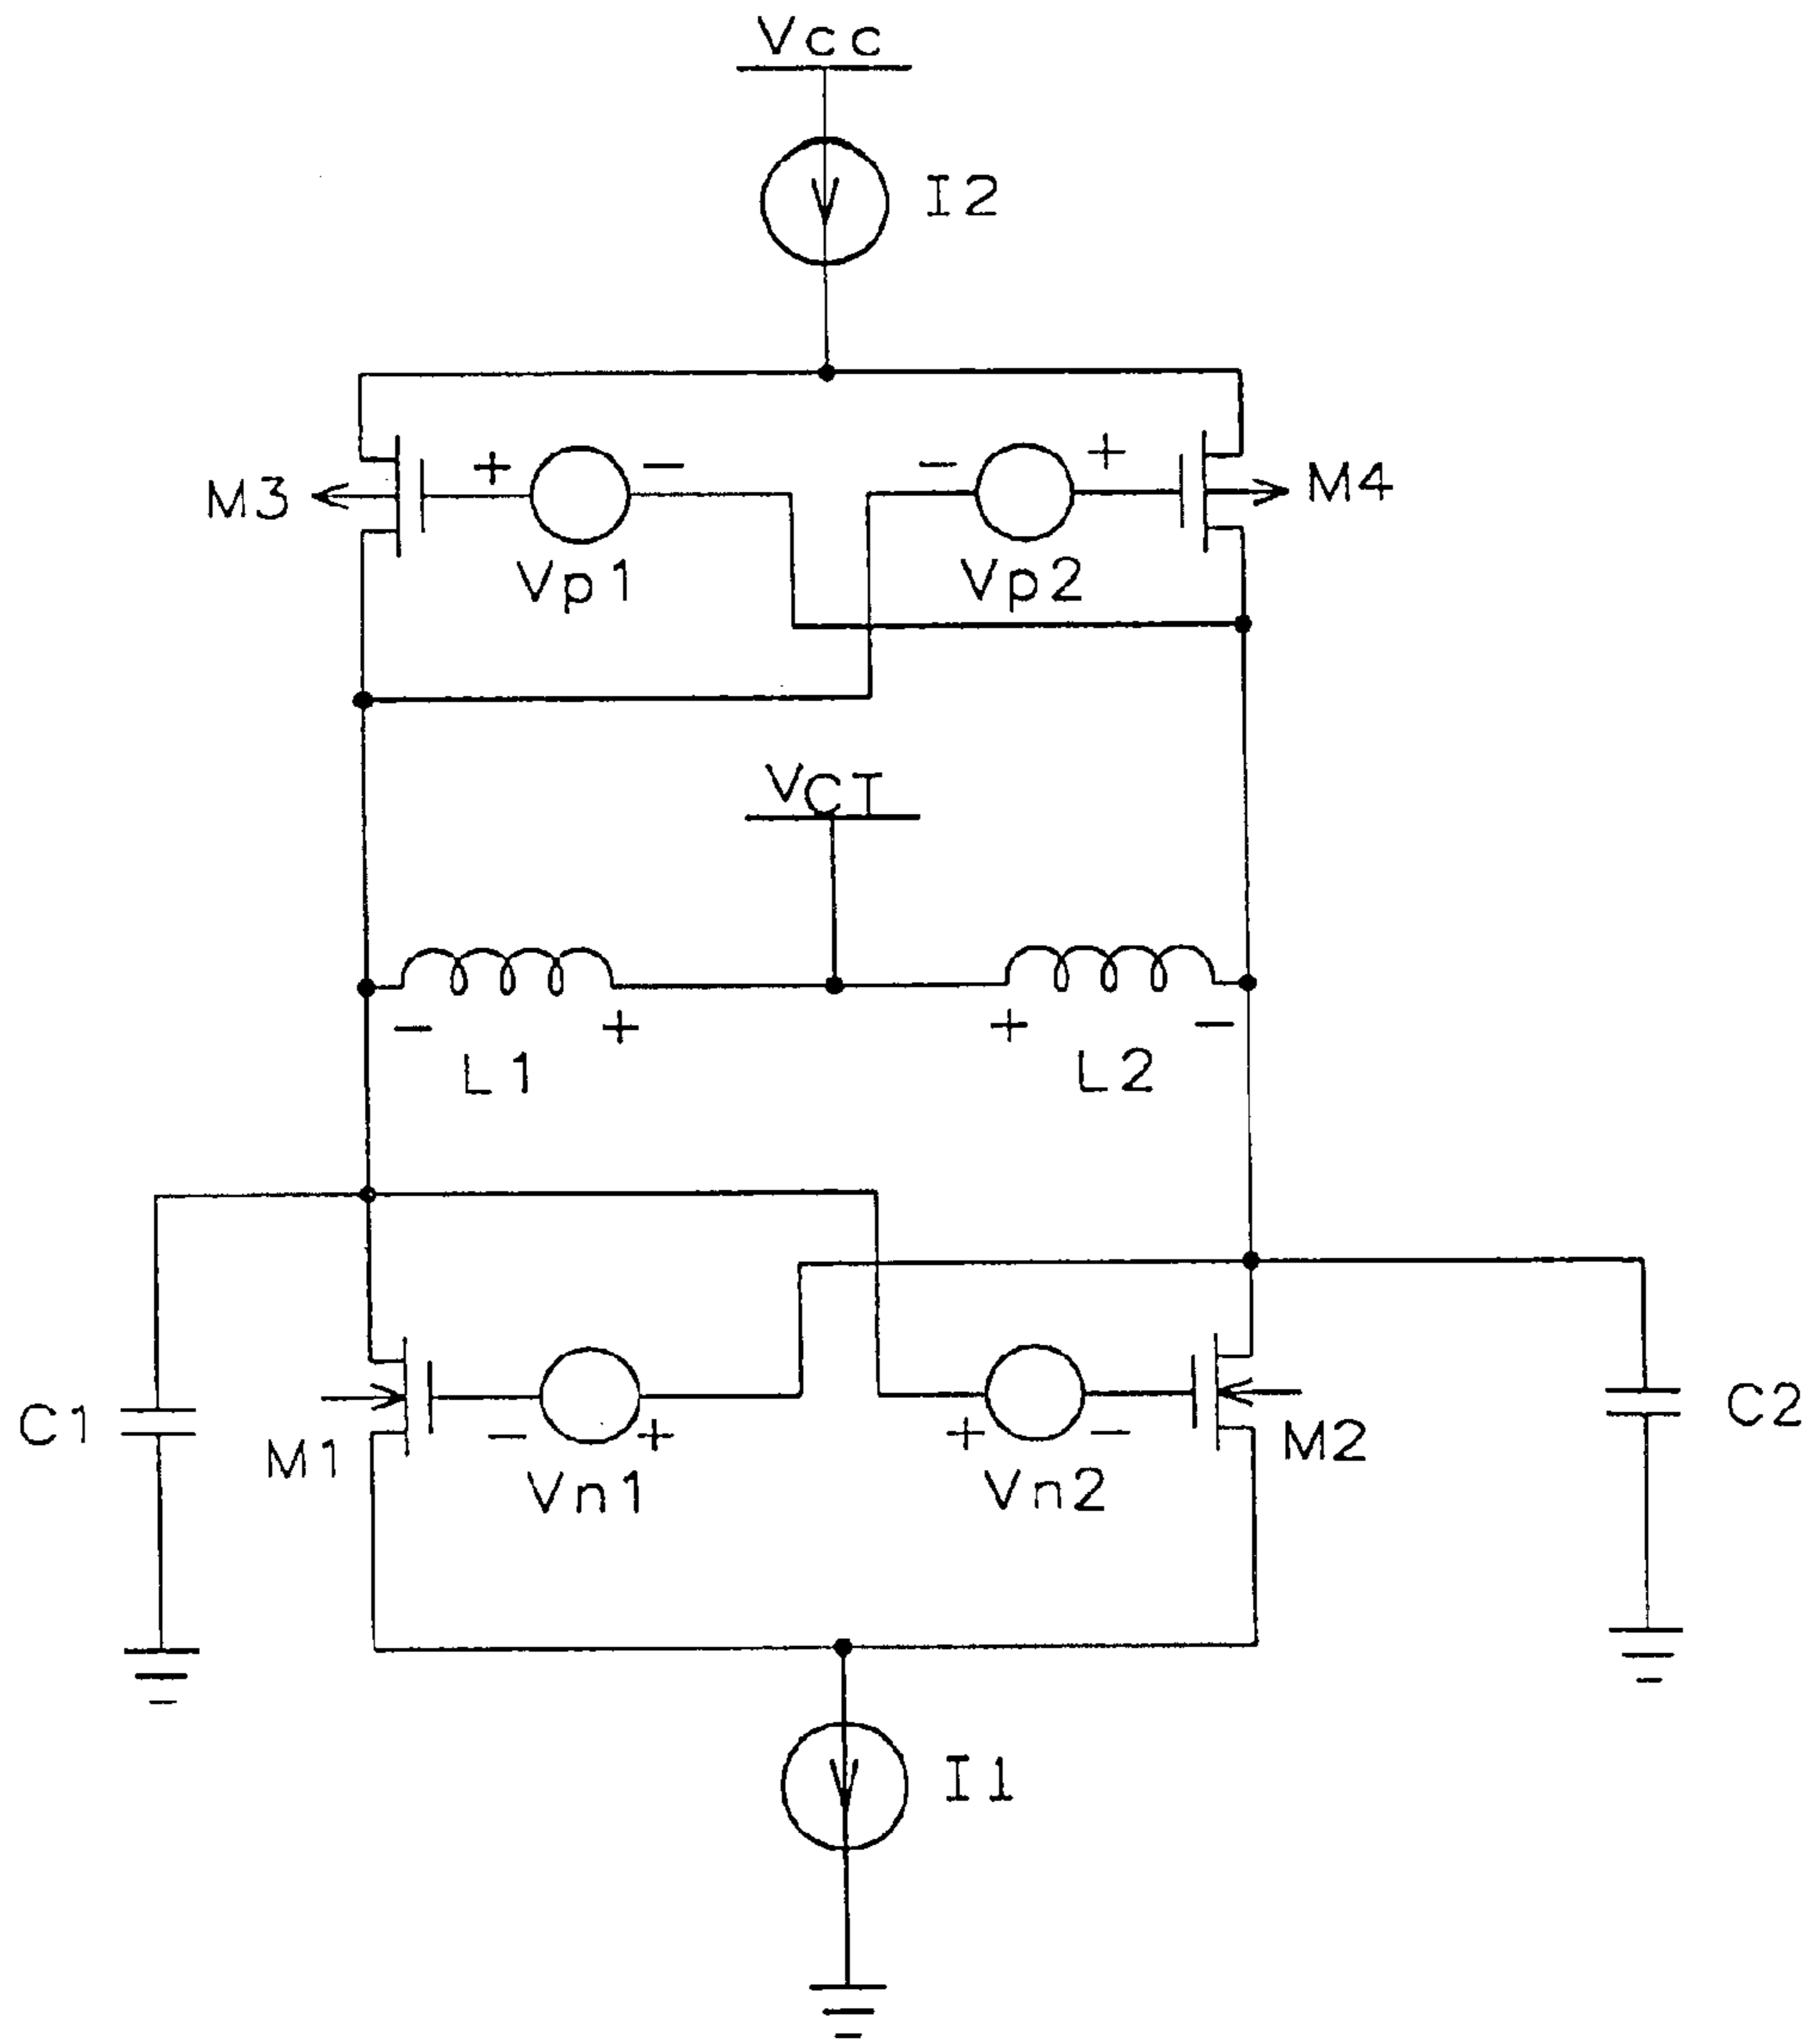 Vcc
I2
+ - - +
M3 M4
Vp1 Vp2
VCI
- + + -
L1 L2
C1 C2
M1 M2
- + + -
Vn1 Vn2
I1